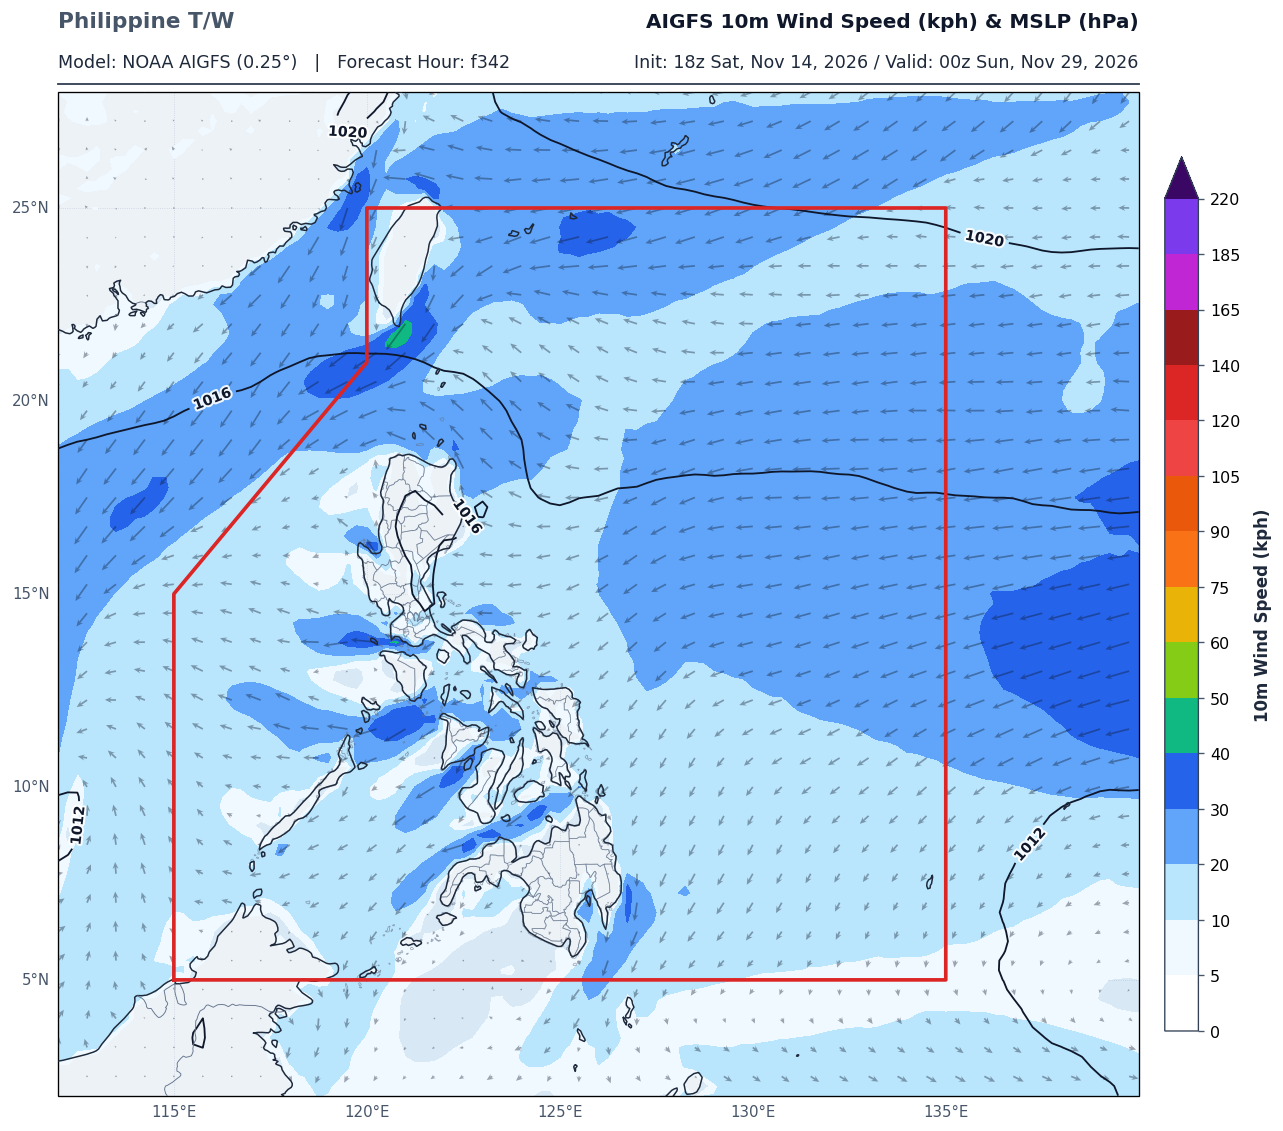 Philippine T/W
AIGFS 10m Wind Speed (kph) & MSLP (hPa)
Model: NOAA AIGFS (0.25°) | Forecast Hour: f342
Init: 18z Sat, Nov 14, 2026 / Valid: 00z Sun, Nov 29, 2026
1020
1020
1016
1016
1012
1012
25°N
20°N
15°N
10°N
5°N
115°E
120°E
125°E
130°E
135°E
220
185
165
140
120
105
90
75
60
50
40
30
20
10
5
0
10m Wind Speed (kph)